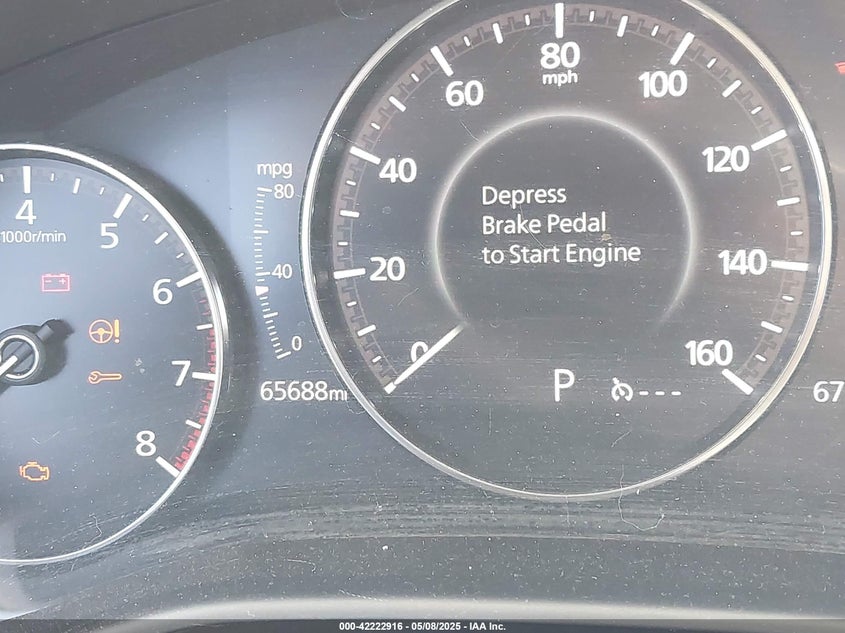 80
mph
60
100
40
120
20
140
0
160
Depress
Brake Pedal
to Start Engine
P
mpg
80
40
0
65688mi
67
4
1000r/min
5
6
7
8
000-42222916 - 05/08/2025 - IAA Inc.